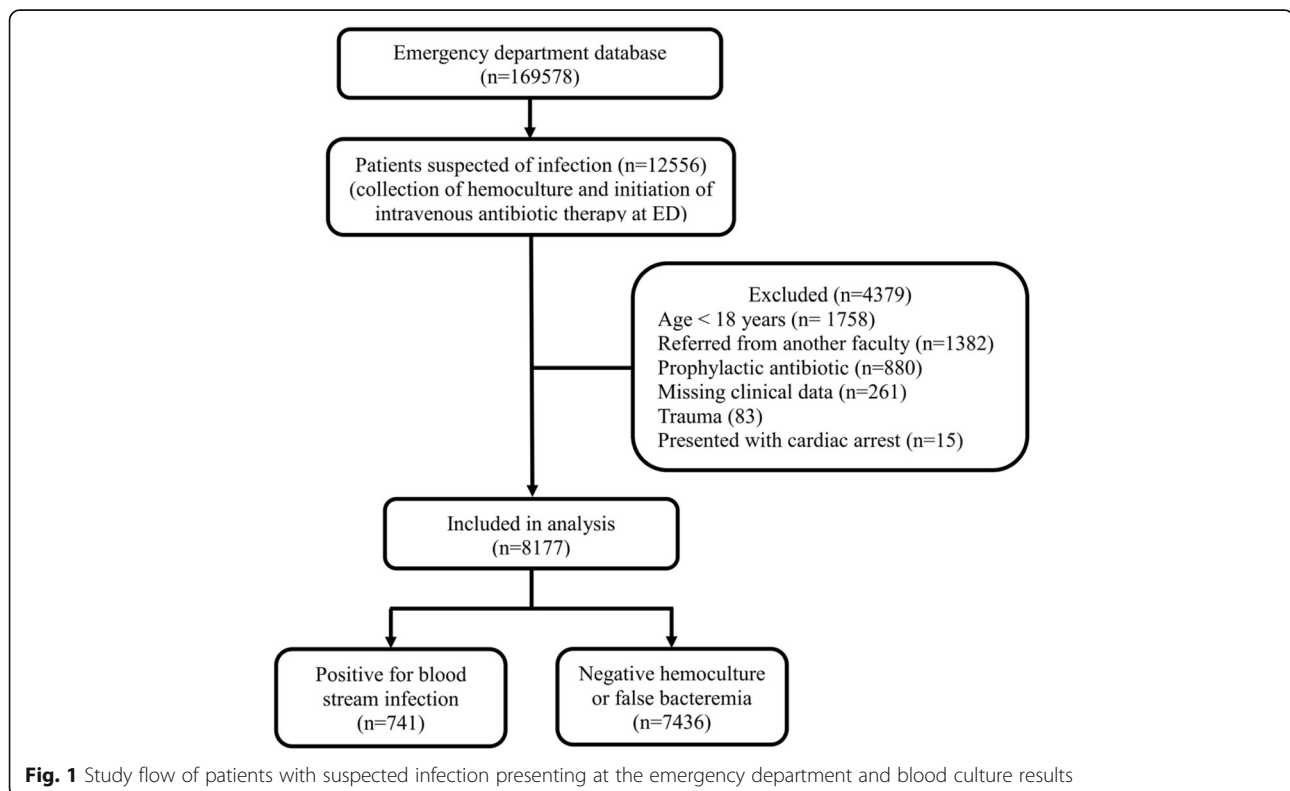 Emergency department database
(n=169578)
Patients suspected of infection (n=12556)
(collection of hemoculture and initiation of
intravenous antibiotic therapy at ED)
Excluded (n=4379)
Age < 18 years (n= 1758)
Referred from another faculty (n=1382)
Prophylactic antibiotic (n=880)
Missing clinical data (n=261)
Trauma (83)
Presented with cardiac arrest (n=15)
Included in analysis
(n=8177)
Positive for blood
stream infection
(n=741)
Negative hemoculture
or false bacteremia
(n=7436)
Fig. 1 Study flow of patients with suspected infection presenting at the emergency department and blood culture results